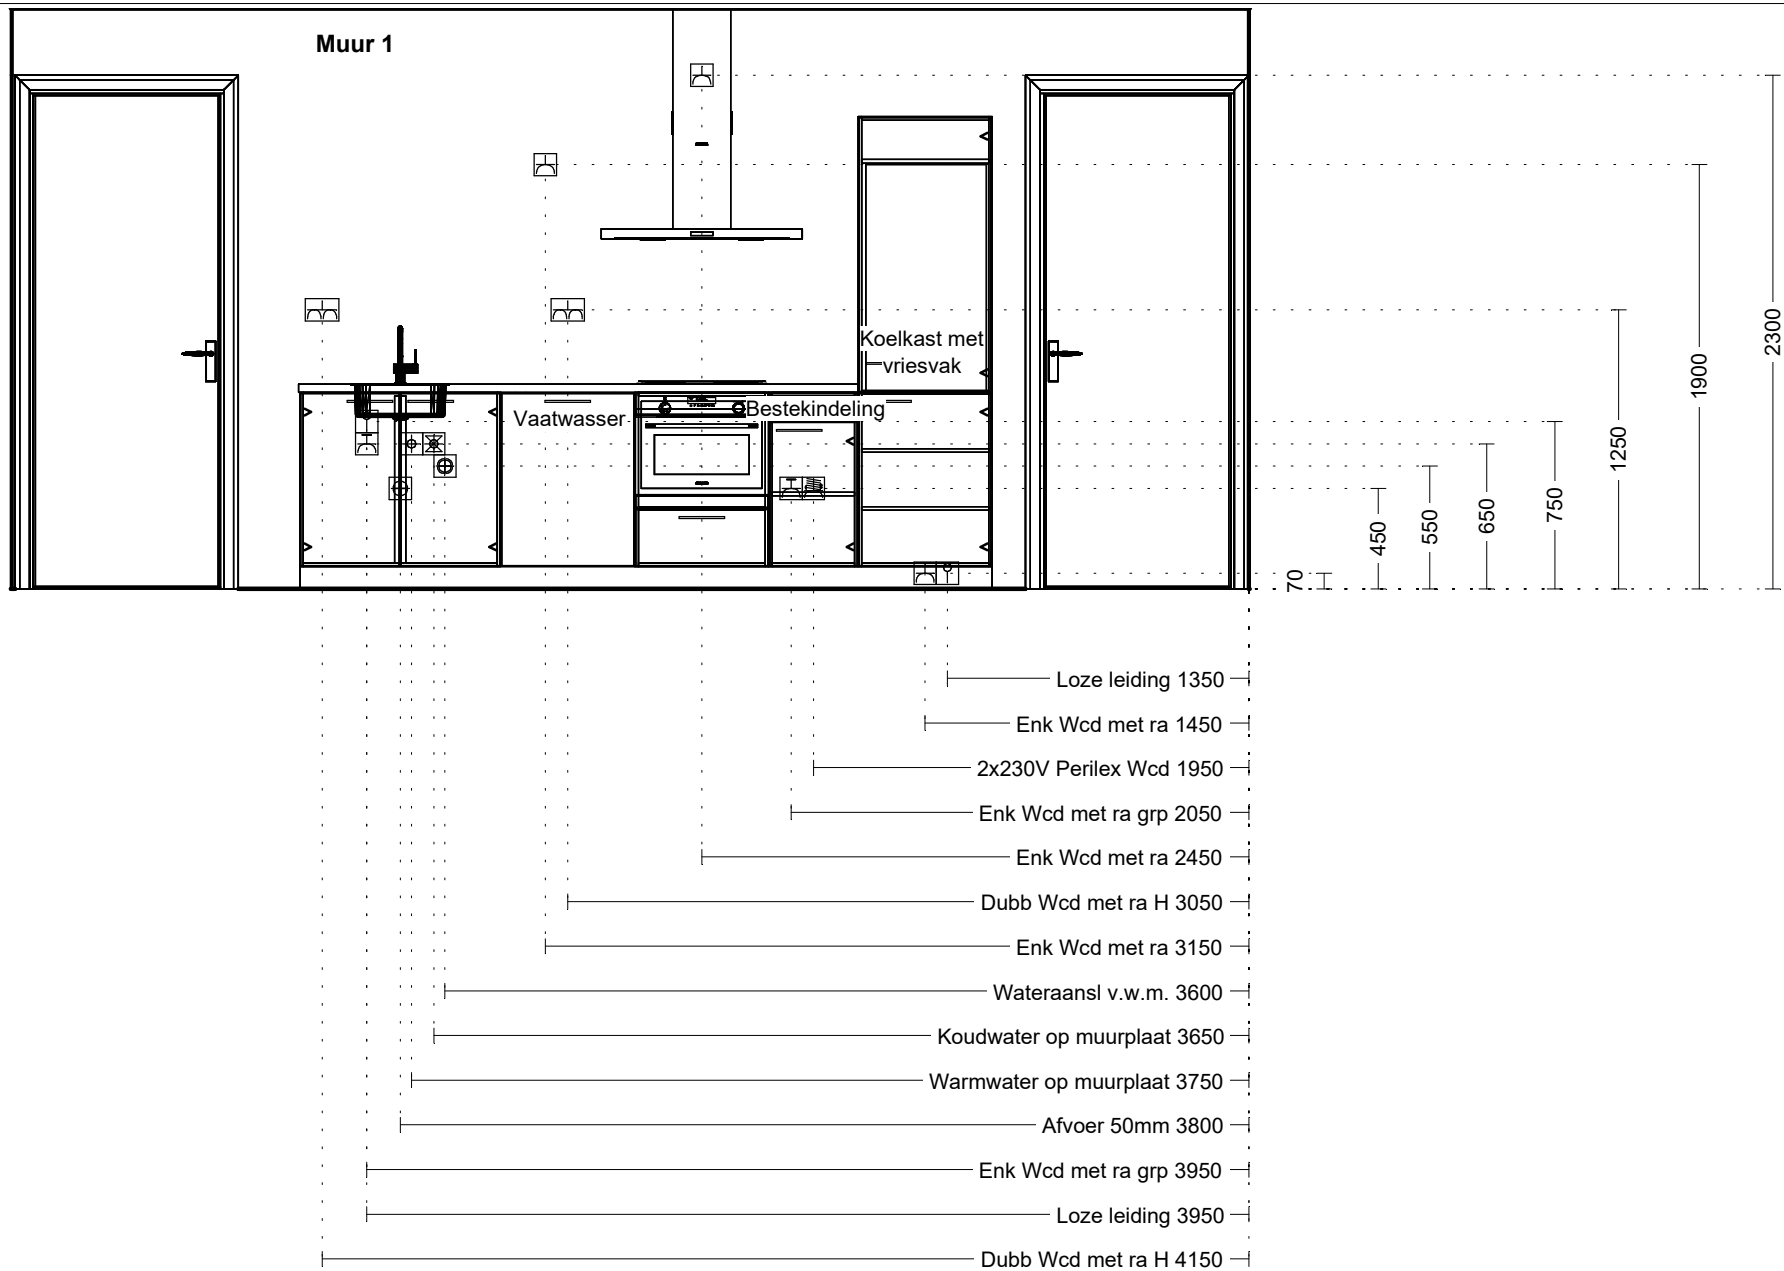 Muur 1
Koelkast met
vriesvak
Vaatwasser
Bestekindeling
70
450
550
650
750
1250
1900
2300
Loze leiding 1350
Enk Wcd met ra 1450
2x230V Perilex Wcd 1950
Enk Wcd met ra grp 2050
Enk Wcd met ra 2450
Dubb Wcd met ra H 3050
Enk Wcd met ra 3150
Wateraansl v.w.m. 3600
Koudwater op muurplaat 3650
Warmwater op muurplaat 3750
Afvoer 50mm 3800
Enk Wcd met ra grp 3950
Loze leiding 3950
Dubb Wcd met ra H 4150